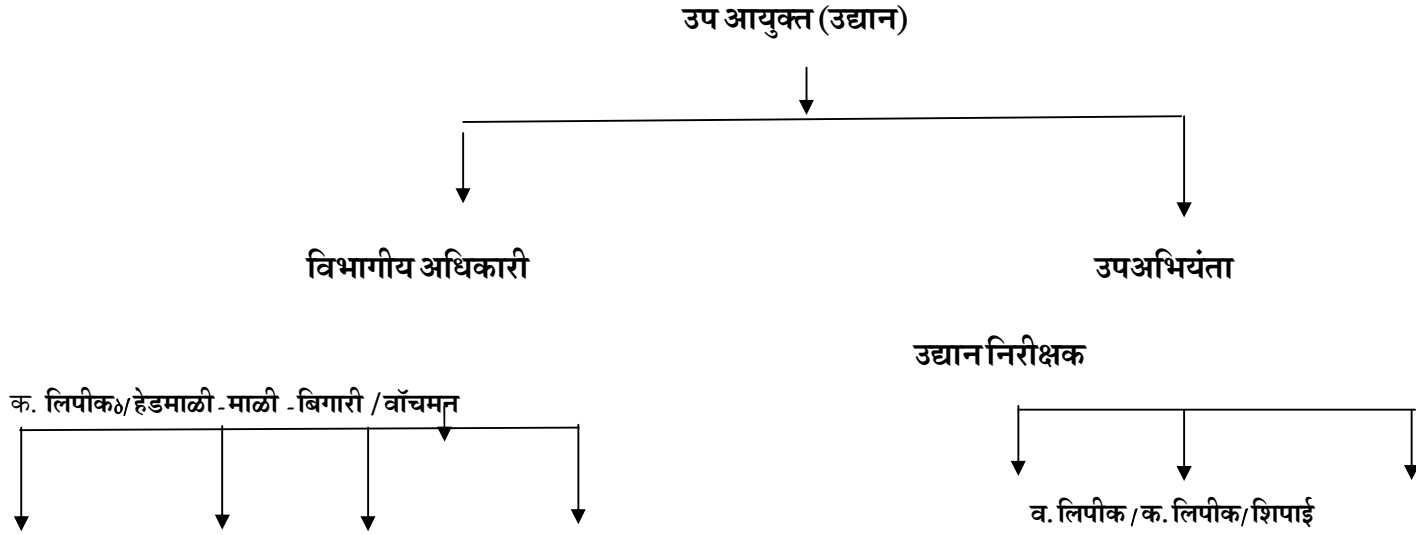 उप आयुक्त (उद्यान)
विभागीय अधिकारी
उपअभियंता
उद्यान निरीक्षक
क. लिपीक/हेडमाळी -माळी -बिगारी /वॉचमन
व. लिपीक / क. लिपीक/ शिपाई